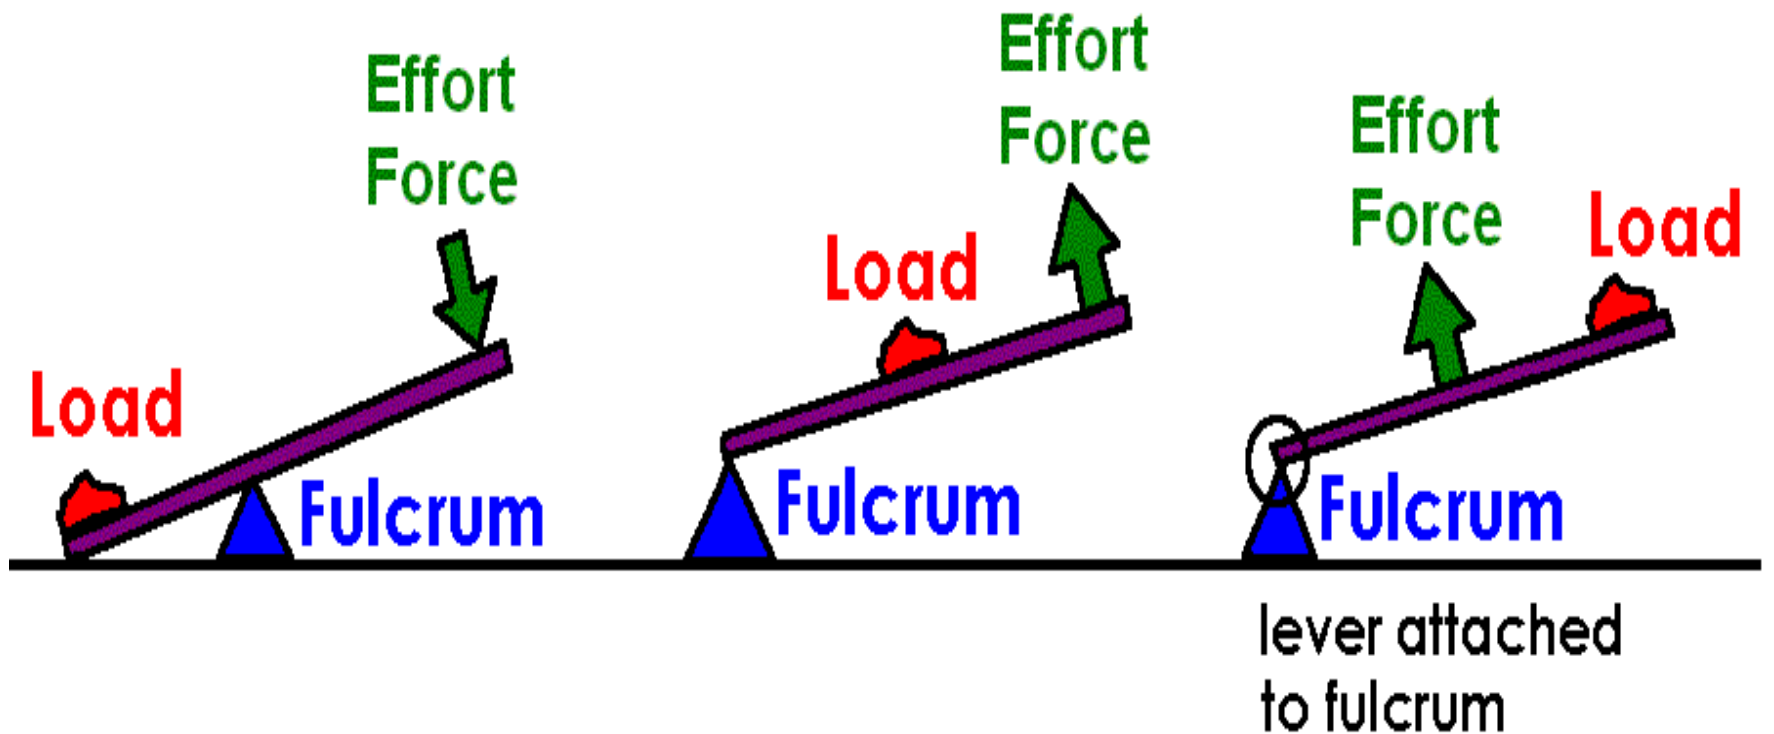 Effort
Force
Load
Fulcrum
Effort
Force
Load
Fulcrum
Effort
Force
Load
Fulcrum
lever attached
to fulcrum